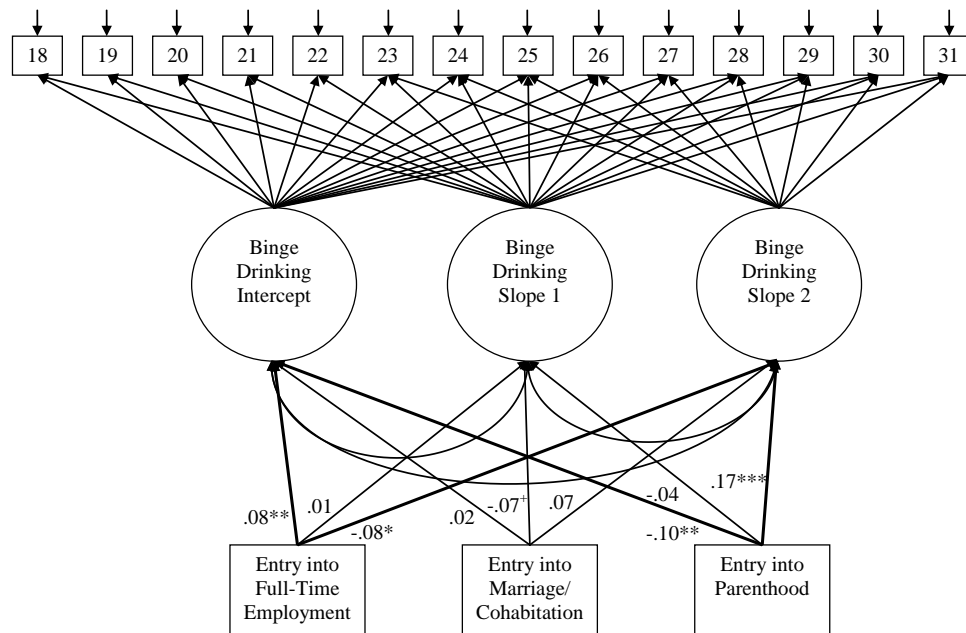 18 19 20 21 22 23 24 25 26 27 28 29 30 31
Binge
Drinking
Intercept
Binge
Drinking
Slope 1
Binge
Drinking
Slope 2
.08**
.01
-.08*
.02
-.07+
.07
-.04
-.10**
.17***
Entry into
Full-Time
Employment
Entry into
Marriage/
Cohabitation
Entry into
Parenthood